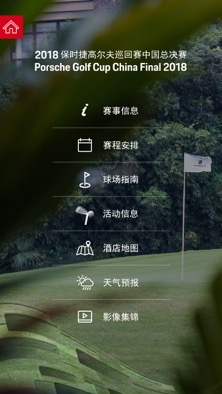 2018 保时捷高尔夫巡回赛中国总决赛
Porsche Golf Cup China Final 2018
赛事信息
赛程安排
球场指南
活动信息
酒店地图
天气预报
影像集锦